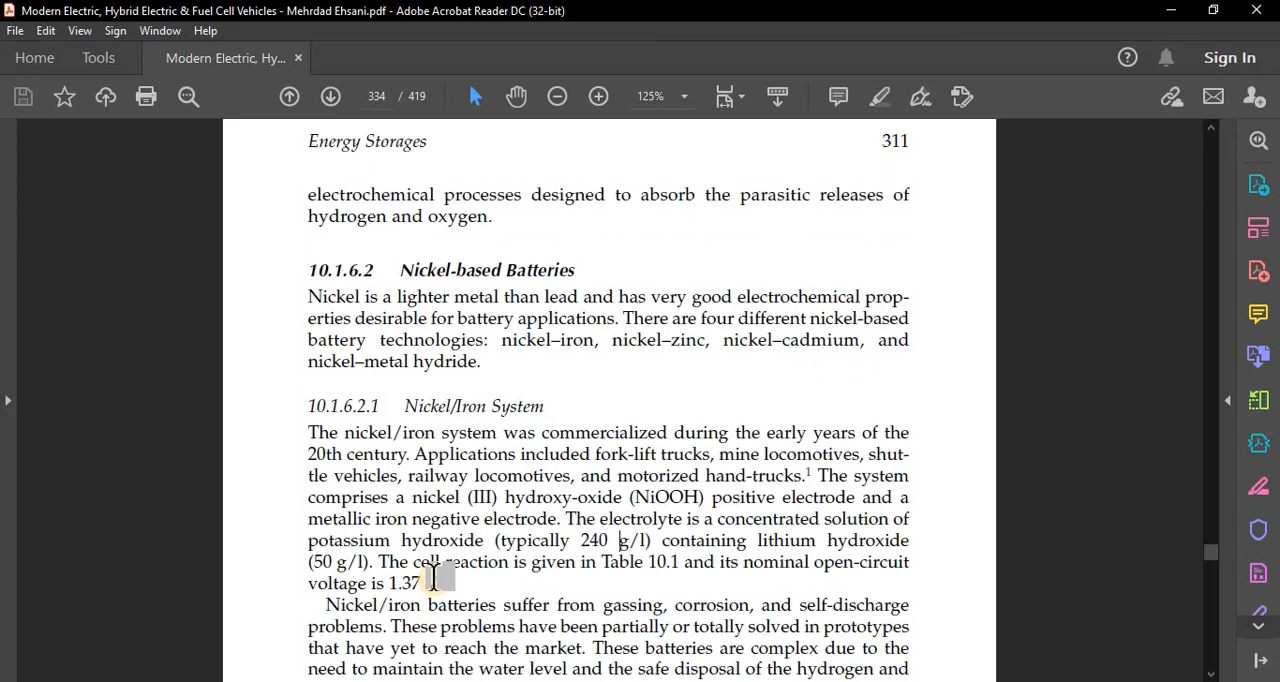 Modern Electric, Hybrid Electric & Fuel Cell Vehicles - Mehrdad Ehsani.pdf - Adobe Acrobat Reader DC (32-bit)
File Edit View Sign Window Help
Home Tools Modern Electric, Hy... × Sign In
334 / 419 125%
Energy Storages 311
electrochemical processes designed to absorb the parasitic releases of
hydrogen and oxygen.
10.1.6.2 Nickel-based Batteries
Nickel is a lighter metal than lead and has very good electrochemical prop-
erties desirable for battery applications. There are four different nickel-based
battery technologies: nickel–iron, nickel–zinc, nickel–cadmium, and
nickel–metal hydride.
10.1.6.2.1 Nickel/Iron System
The nickel/iron system was commercialized during the early years of the
20th century. Applications included fork-lift trucks, mine locomotives, shut-
tle vehicles, railway locomotives, and motorized hand-trucks.¹ The system
comprises a nickel (III) hydroxy-oxide (NiOOH) positive electrode and a
metallic iron negative electrode. The electrolyte is a concentrated solution of
potassium hydroxide (typically 240 g/l) containing lithium hydroxide
(50 g/l). The cell reaction is given in Table 10.1 and its nominal open-circuit
voltage is 1.37
Nickel/iron batteries suffer from gassing, corrosion, and self-discharge
problems. These problems have been partially or totally solved in prototypes
that have yet to reach the market. These batteries are complex due to the
need to maintain the water level and the safe disposal of the hydrogen and